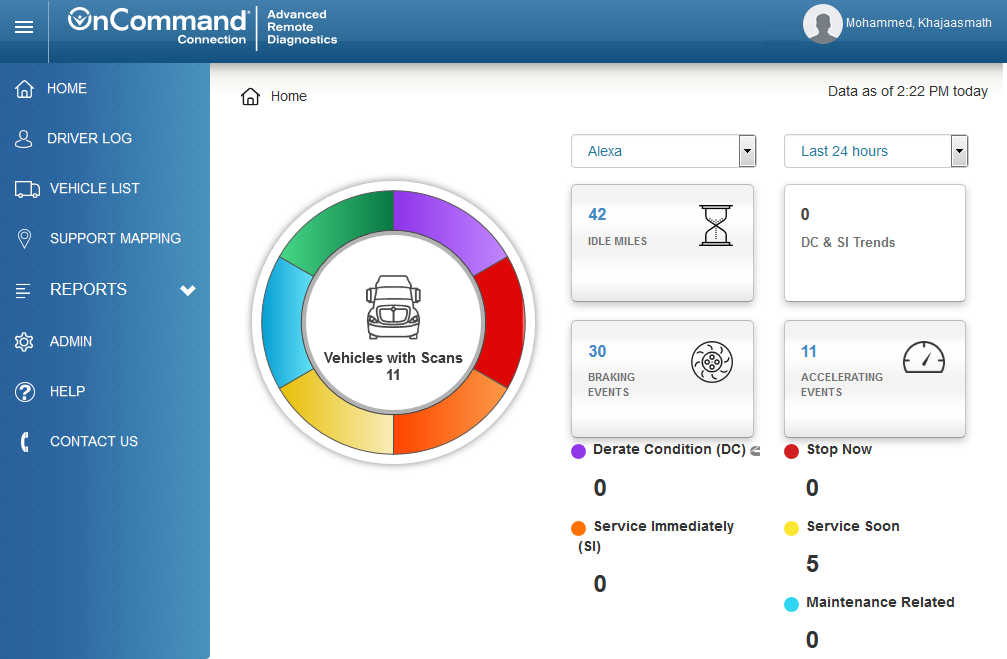 OnCommand®
Connection
Advanced
Remote
Diagnostics
Mohammed, Khajaasmath
HOME
DRIVER LOG
VEHICLE LIST
SUPPORT MAPPING
REPORTS
ADMIN
HELP
CONTACT US
Home
Data as of 2:22 PM today
Alexa
Last 24 hours
42
IDLE MILES
0
DC & SI Trends
30
BRAKING
EVENTS
11
ACCELERATING
EVENTS
Vehicles with Scans
11
Derate Condition (DC)
0
Stop Now
0
Service Immediately
(SI)
0
Service Soon
5
Maintenance Related
0